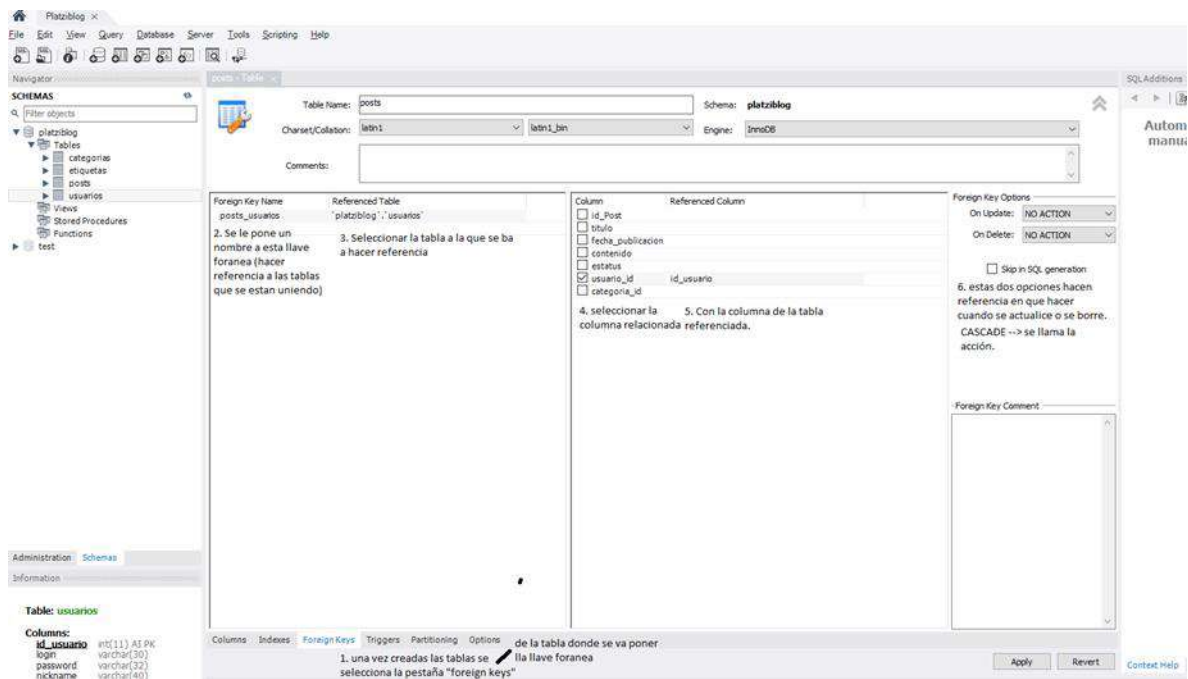 Platziblog ×
File Edit View Query Database Server Tools Scripting Help
Navigator
SCHEMAS
Filter objects
platziblog
Tables
categorias
etiquetas
posts
usuarios
Views
Stored Procedures
Functions
test
Administration Schemas
Information
Table: usuarios
Columns:
id_usuario int(11) AI PK
login varchar(30)
password varchar(32)
nickname varchar(40)
posts - Table ×
Table Name: posts
Schema: platziblog
Charset/Collation: latin1 latin1_bin
Engine: InnoDB
Comments:
Foreign Key Name Referenced Table
posts_usuarios `platziblog`.`usuarios`
2. Se le pone un
nombre a esta llave
foranea (hacer
referencia a las tablas
que se estan uniendo)
3. Seleccionar la tabla a la que se ba
a hacer referencia
Column Referenced Column
id_Post
titulo
fecha_publicacion
contenido
estatus
usuario_id id_usuario
categoria_id
4. seleccionar la
columna relacionada
5. Con la columna de la tabla
referenciada.
Foreign Key Options
On Update: NO ACTION
On Delete: NO ACTION
Skip in SQL generation
6. estas dos opciones hacen
referencia en que hacer
cuando se actualice o se borre.
CASCADE --> se llama la
acción.
Foreign Key Comment
Columns Indexes Foreign Keys Triggers Partitioning Options
1. una vez creadas las tablas se
selecciona la pestaña "foreign keys"
de la tabla donde se va poner
lla llave foranea
Apply Revert
SQL Additions
Autom
manua
Context Help